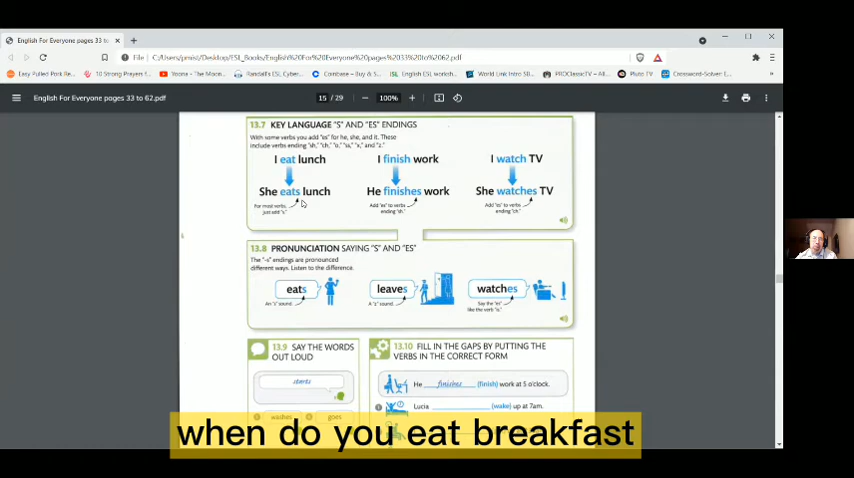 English For Everyone pages 33 to 62.pdf
File | C:/Users/pmist/Desktop/ESL_Books/English%20For%20Everyone%20pages%2033%20to%2062.pdf
Easy Pulled Pork Re...
10 Strong Prayers f...
Yoona - The Moon...
Randall's ESL Cyber...
Coinbase – Buy & S...
English ESL worksh...
World Link Intro SB...
PROClassicTV – Al...
Pluto TV
Crossword-Solver: E...
English For Everyone pages 33 to 62.pdf
15 / 29
100%
13.7 KEY LANGUAGE "S" AND "ES" ENDINGS
With some verbs you add "es" for he, she, and it. These
include verbs ending "sh," "ch," "o," "ss," "x," and "z."
I eat lunch
I finish work
I watch TV
She eats lunch
He finishes work
She watches TV
For most verbs,
just add "s."
Add "es" to verbs
ending "sh."
Add "es" to verbs
ending "ch."
13.8 PRONUNCIATION SAYING "S" AND "ES"
The "-s" endings are pronounced
different ways. Listen to the difference.
eats
leaves
watches
An "s" sound.
A "z" sound.
Say the "es"
like the verb "is."
13.9 SAY THE WORDS
OUT LOUD
starts
washes
goes
13.10 FILL IN THE GAPS BY PUTTING THE
VERBS IN THE CORRECT FORM
He finishes (finish) work at 5 o'clock.
Lucia (wake) up at 7am.
when do you eat breakfast